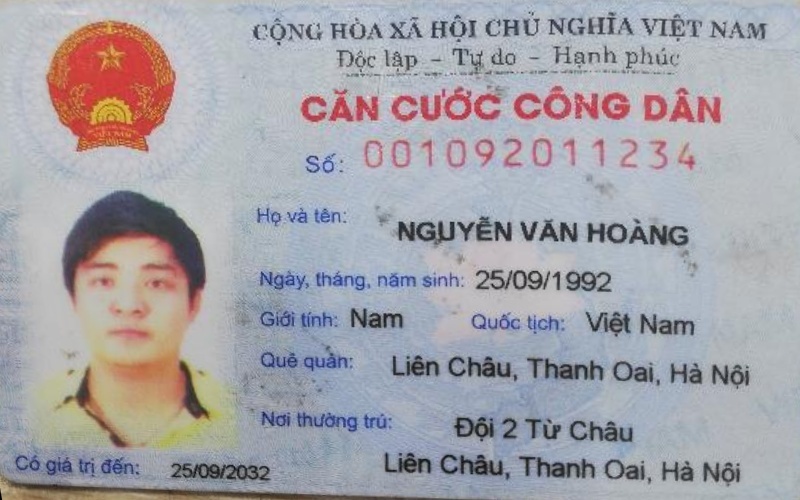 CỘNG HÒA XÃ HỘI CHỦ NGHĨA VIỆT NAM
Độc lập - Tự do - Hạnh phúc
CĂN CƯỚC CÔNG DÂN
Số: 001092011234
Họ và tên: NGUYỄN VĂN HOÀNG
Ngày, tháng, năm sinh: 25/09/1992
Giới tính: Nam Quốc tịch: Việt Nam
Quê quán: Liên Châu, Thanh Oai, Hà Nội
Nơi thường trú: Đội 2 Từ Châu
Liên Châu, Thanh Oai, Hà Nội
Có giá trị đến: 25/09/2032